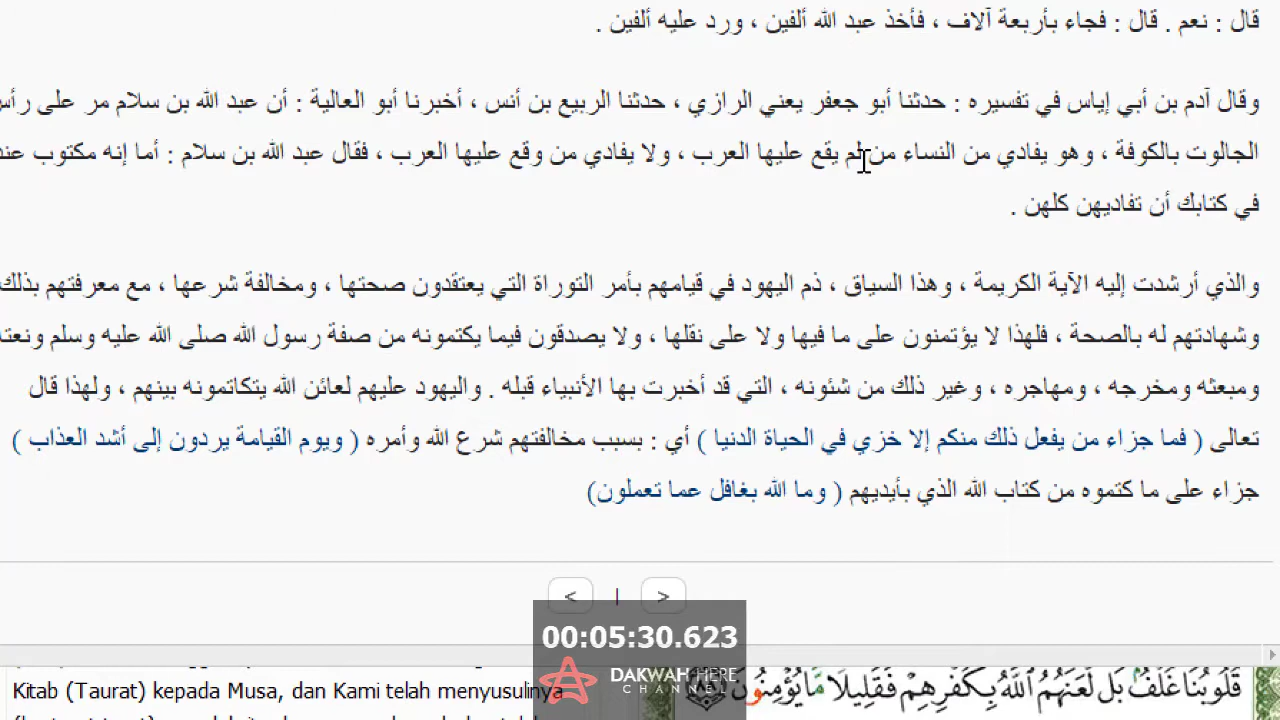 قال : نعم . قال : فجاء بأربعة آلاف ، فأخذ عبد الله ألفين ، ورد عليه ألفين .
وقال آدم بن أبي إياس في تفسيره : حدثنا أبو جعفر يعني الرازي ، حدثنا الربيع بن أنس ، أخبرنا أبو العالية : أن عبد الله بن سلام مر على رأس
الجالوت بالكوفة ، وهو يفادي من النساء من لم يقع عليها العرب ، ولا يفادي من وقع عليها العرب ، فقال عبد الله بن سلام : أما إنه مكتوب عند
في كتابك أن تفاديهن كلهن .
والذي أرشدت إليه الآية الكريمة ، وهذا السياق ، ذم اليهود في قيامهم بأمر التوراة التي يعتقدون صحتها ، ومخالفة شرعها ، مع معرفتهم بذلك
وشهادتهم له بالصحة ، فلهذا لا يؤتمنون على ما فيها ولا على نقلها ، ولا يصدقون فيما يكتمونه من صفة رسول الله صلى الله عليه وسلم ونعته
ومبعثه ومخرجه ، ومهاجره ، وغير ذلك من شئونه ، التي قد أخبرت بها الأنبياء قبله . واليهود عليهم لعائن الله يتكاتمونه بينهم ، ولهذا قال
تعالى ( فما جزاء من يفعل ذلك منكم إلا خزي في الحياة الدنيا ) أي : بسبب مخالفتهم شرع الله وأمره ( ويوم القيامة يردون إلى أشد العذاب )
جزاء على ما كتموه من كتاب الله الذي بأيديهم ( وما الله بغافل عما تعملون)
< | >
00:05:30.623
DAKWAH HERE
CHANNEL
Kitab (Taurat) kepada Musa, dan Kami telah menyusulinya
قُلُوبُنَا غُلْفٌۢ بَل لَّعَنَهُمُ ٱللَّهُ بِكُفْرِهِمْ فَقَلِيلًا مَّا يُؤْمِنُونَ